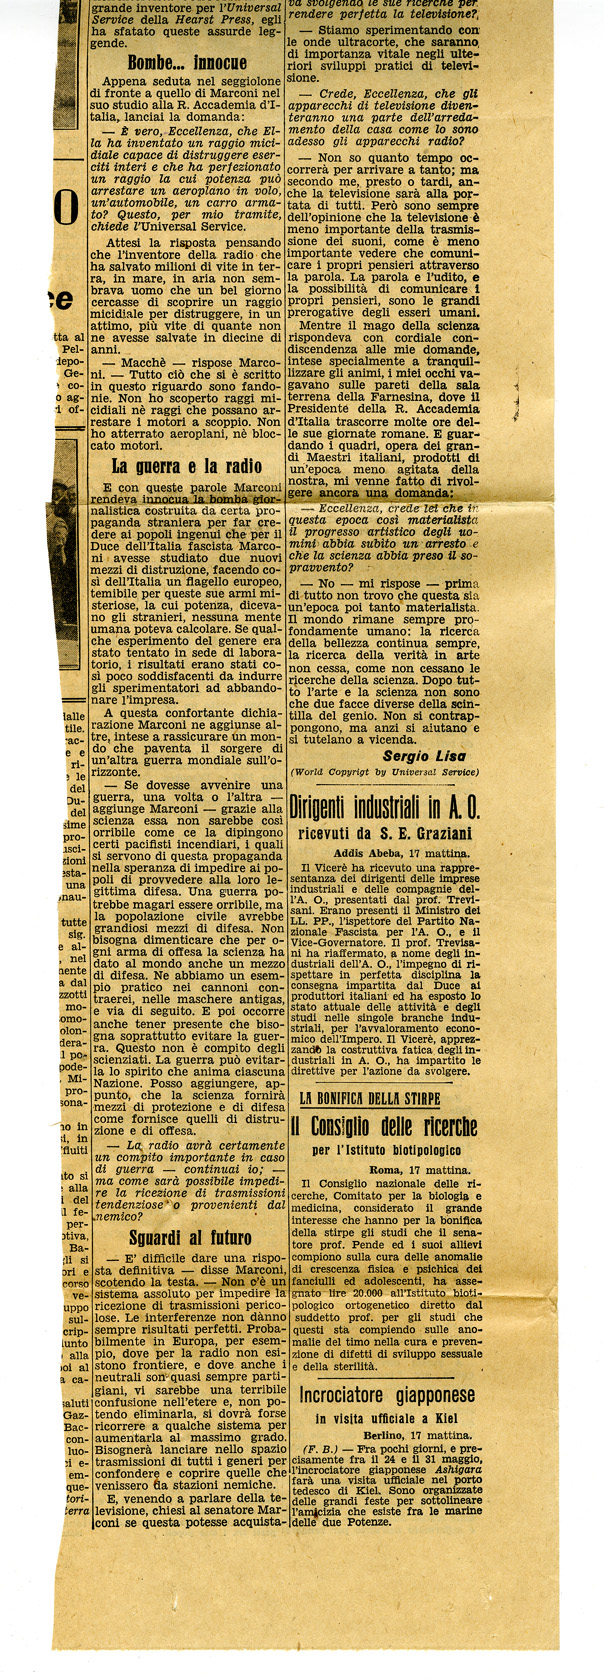 grande inventore per l'Universal
Service della Hearst Press, egli
ha sfatato queste assurde leg-
gende.
Bombe... innocue
Appena seduta nel seggiolone
di fronte a quello di Marconi nel
suo studio alla R. Accademia d'I-
talia, lanciai la domanda:
— È vero, Eccellenza, che El-
la ha inventato un raggio mici-
diale capace di distruggere eser-
citi interi e che ha perfezionato
un raggio la cui potenza può
arrestare un aeroplano in volo,
un'automobile, un carro arma-
to? Questo, per mio tramite,
chiede l'Universal Service.
Attesi la risposta pensando
che l'inventore della radio che
ha salvato milioni di vite in ter-
ra, in mare, in aria non sem-
brava uomo che un bel giorno
cercasse di scoprire un raggio
micidiale per distruggere, in un
attimo, più vite di quante non
ne avesse salvate in diecine di
anni.
— Macchè — rispose Marco-
ni. — Tutto ciò che si è scritto
in questo riguardo sono fando-
nie. Non ho scoperto raggi mi-
cidiali nè raggi che possano ar-
restare i motori a scoppio. Non
ho atterrato aeroplani, nè bloc-
cato motori.
La guerra e la radio
E con queste parole Marconi
rendeva innocua la bomba gior-
nalistica costruita da certa pro-
paganda straniera per far cre-
dere ai popoli ingenui che per il
Duce dell'Italia fascista Marco-
ni avesse studiato due nuovi
mezzi di distruzione, facendo co-
sì dell'Italia un flagello europeo,
temibile per queste sue armi mi-
steriose, la cui potenza, diceva-
no gli stranieri, nessuna mente
umana poteva calcolare. Se qual-
che esperimento del genere era
stato tentato in sede di labora-
torio, i risultati erano stati co-
sì poco soddisfacenti da indurre
gli sperimentatori ad abbando-
nare l'impresa.
A questa confortante dichia-
razione Marconi ne aggiunse al-
tre, intese a rassicurare un mon-
do che paventa il sorgere di
un'altra guerra mondiale sull'o-
rizzonte.
— Se dovesse avvenire una
guerra, una volta o l'altra —
aggiunge Marconi — grazie alla
scienza essa non sarebbe così
orribile come ce la dipingono
certi pacifisti incendiari, i quali
si servono di questa propaganda
nella speranza di impedire ai po-
poli di provvedere alla loro le-
gittima difesa. Una guerra po-
trebbe magari essere orribile, ma
la popolazione civile avrebbe
grandiosi mezzi di difesa. Non
bisogna dimenticare che per o-
gni arma di offesa la scienza ha
dato al mondo anche un mezzo
di difesa. Ne abbiamo un esem-
pio pratico nei cannoni con-
traerei, nelle maschere antigas,
e via di seguito. E poi occorre
anche tener presente che biso-
gna soprattutto evitare la guer-
ra. Questo non è compito degli
scienziati. La guerra può evitar-
la lo spirito che anima ciascuna
Nazione. Posso aggiungere, ap-
punto, che la scienza fornirà
mezzi di protezione e di difesa
come fornisce quelli di distru-
zione e di offesa.
— La radio avrà certamente
un compito importante in caso
di guerra — continuai io; —
ma come sarà possibile impedi-
re la ricezione di trasmissioni
tendenziose o provenienti dal
nemico?
Sguardi al futuro
— E' difficile dare una rispo-
sta definitiva — disse Marconi,
scotendo la testa. — Non c'è un
sistema assoluto per impedire la
ricezione di trasmissioni perico-
lose. Le interferenze non dànno
sempre risultati perfetti. Proba-
bilmente in Europa, per esem-
pio, dove per la radio non esi-
stono frontiere, e dove anche i
neutrali son quasi sempre parti-
giani, vi sarebbe una terribile
confusione nell'etere e, non po-
tendo eliminarla, si dovrà forse
ricorrere a qualche sistema per
aumentarla al massimo grado.
Bisognerà lanciare nello spazio
trasmissioni di tutti i generi per
confondere e coprire quelle che
venissero da stazioni nemiche.
E, venendo a parlare della te-
levisione, chiesi al senatore Mar-
coni se questa potesse acquista-
va svolgendo le sue ricerche per
rendere perfetta la televisione?
— Stiamo sperimentando con
le onde ultracorte, che saranno
di importanza vitale negli ulte-
riori sviluppi pratici di televi-
sione.
— Crede, Eccellenza, che gli
apparecchi di televisione diven-
teranno una parte dell'arreda-
mento della casa come lo sono
adesso gli apparecchi radio?
— Non so quanto tempo oc-
correrà per arrivare a tanto; ma
secondo me, presto o tardi, an-
che la televisione sarà alla por-
tata di tutti. Però sono sempre
dell'opinione che la televisione è
meno importante della trasmis-
sione dei suoni, come è meno
importante vedere che comuni-
care i propri pensieri attraverso
la parola. La parola e l'udito, e
la possibilità di comunicare i
propri pensieri, sono le grandi
prerogative degli esseri umani.
Mentre il mago della scienza
rispondeva con cordiale con-
discendenza alle mie domande,
intese specialmente a tranquil-
lizzare gli animi, i miei occhi va-
gavano sulle pareti della sala
terrena della Farnesina, dove il
Presidente della R. Accademia
d'Italia trascorre molte ore del-
le sue giornate romane. E guar-
dando i quadri, opera dei gran-
di Maestri italiani, prodotti di
un'epoca meno agitata della
nostra, mi venne fatto di rivol-
gere ancora una domanda:
— Eccellenza, crede lei che in
questa epoca così materialista
il progresso artistico degli uo-
mini abbia subìto un arresto e
che la scienza abbia preso il so-
pravvento?
— No — mi rispose — prima
di tutto non trovo che questa sia
un'epoca poi tanto materialista.
Il mondo rimane sempre pro-
fondamente umano: la ricerca
della bellezza continua sempre,
la ricerca della verità in arte
non cessa, come non cessano le
ricerche della scienza. Dopo tut-
to l'arte e la scienza non sono
che due facce diverse della scin-
tilla del genio. Non si contrap-
pongono, ma anzi si aiutano e
si tutelano a vicenda.
Sergio Lisa
(World Copyrigt by Universal Service)
Dirigenti industriali in A. O.
ricevuti da S. E. Graziani
Addis Abeba, 17 mattina.
Il Vicerè ha ricevuto una rappre-
sentanza dei dirigenti delle imprese
industriali e delle compagnie del-
l'A. O., presentati dal prof. Trevi-
sani. Erano presenti il Ministro dei
LL. PP., l'ispettore del Partito Na-
zionale Fascista per l'A. O., e il
Vice-Governatore. Il prof. Trevisa-
ni ha riaffermato, a nome degli in-
dustriali dell'A. O., l'impegno di ri-
spettare in perfetta disciplina la
consegna impartita dal Duce ai
produttori italiani ed ha esposto lo
stato attuale delle attività e degli
studi nelle singole branche indu-
striali, per l'avvaloramento econo-
mico dell'Impero. Il Vicerè, apprez-
zando la costruttiva fatica degli in-
dustriali in A. O., ha impartito le
direttive per l'azione da svolgere.
LA BONIFICA DELLA STIRPE
Il Consiglio delle ricerche
per l'Istituto biotipologico
Roma, 17 mattina.
Il Consiglio nazionale delle ri-
cerche, Comitato per la biologia e
medicina, considerato il grande
interesse che hanno per la bonifica
della stirpe gli studi che il sena-
tore prof. Pende ed i suoi allievi
compiono sulla cura delle anomalie
di crescenza fisica e psichica dei
fanciulli ed adolescenti, ha asse-
gnato lire 20.000 all'Istituto bioti-
pologico ortogenetico diretto dal
suddetto prof. per gli studi che
questi sta compiendo sulle ano-
malie del timo nella cura e preven-
zione di difetti di sviluppo sessuale
e della sterilità.
Incrociatore giapponese
in visita ufficiale a Kiel
Berlino, 17 mattina.
(F. B.) — Fra pochi giorni, e pre-
cisamente fra il 24 e il 31 maggio,
l'incrociatore giapponese Ashigara
farà una visita ufficiale nel porto
tedesco di Kiel. Sono organizzate
delle grandi feste per sottolineare
l'amicizia che esiste fra le marine
delle due Potenze.